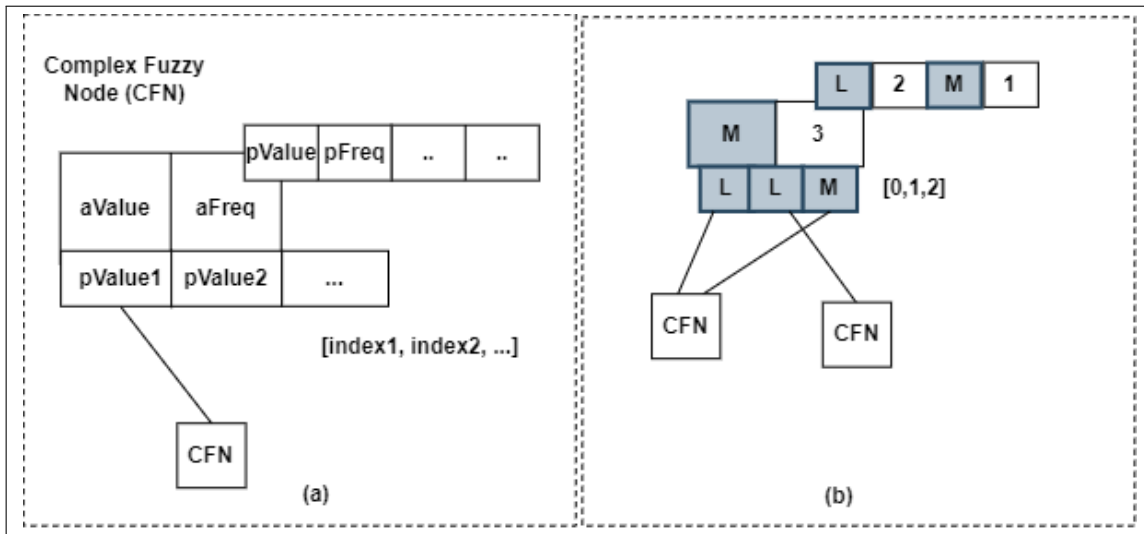 Complex Fuzzy
Node (CFN)
pValue pFreq .. ..
aValue aFreq
pValue1 pValue2 ...
[index1, index2, ...]
CFN
(a)
L 2 M 1
M 3
L L M [0,1,2]
CFN CFN
(b)